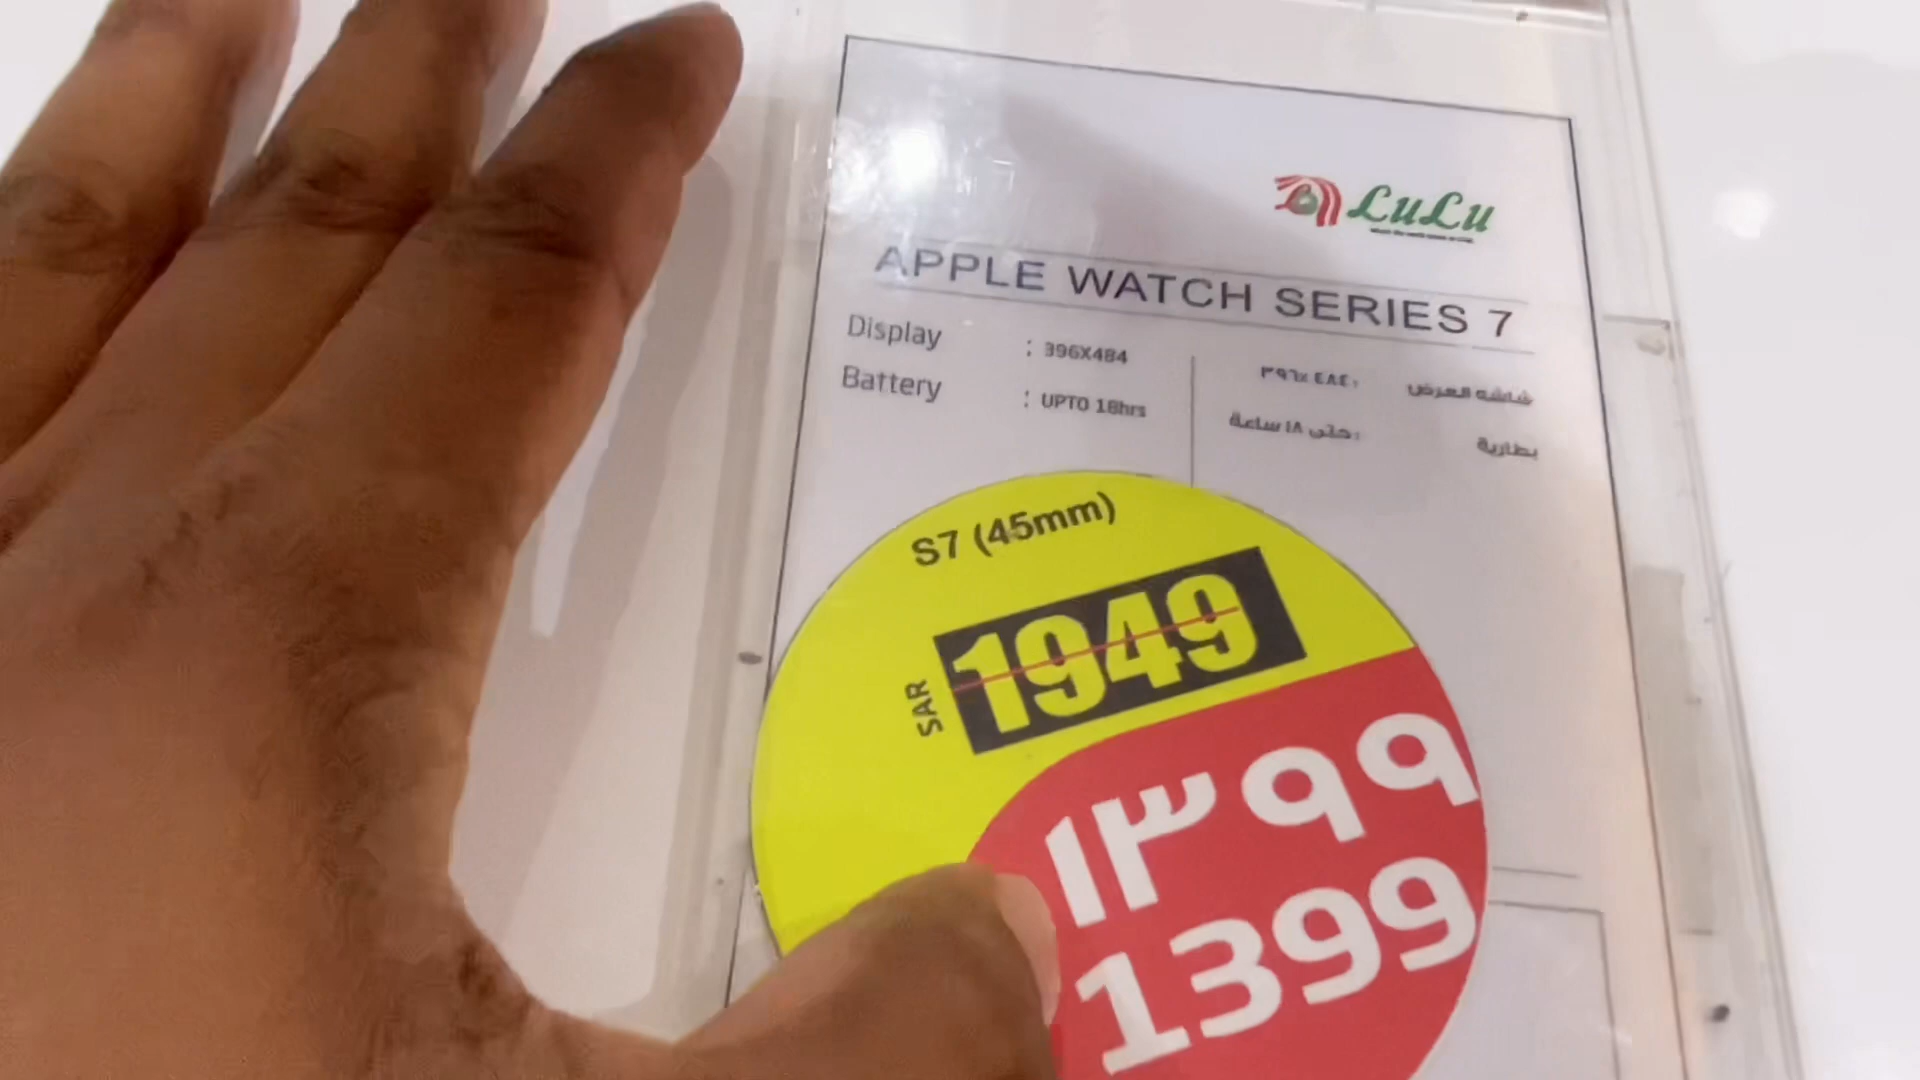 LuLu
APPLE WATCH SERIES 7
Display : 396X484
Battery : UPTO 18hrs
شاشه العرض :٣٩٦x٤٨٤
بطارية :حتى ١٨ ساعة
S7 (45mm)
SAR 1949
١٣٩٩
1399